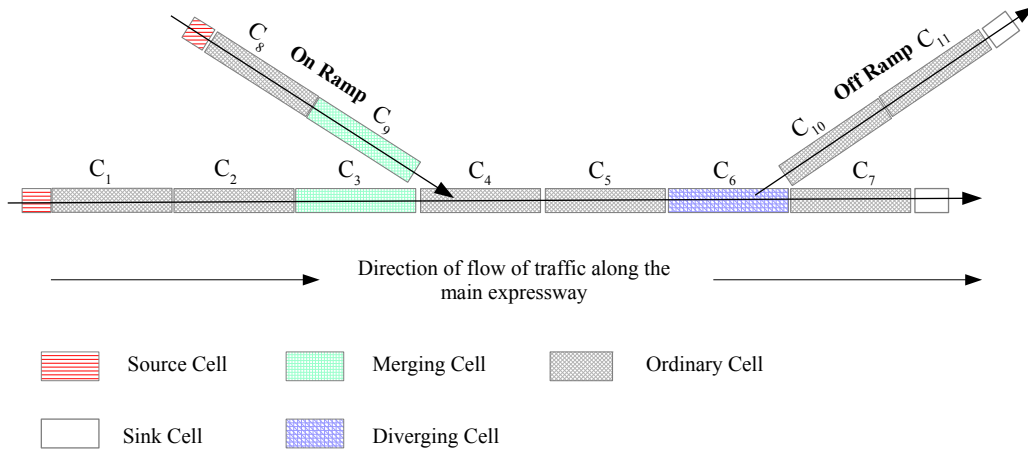 C8
On Ramp
C9
Off Ramp
C11
C10
C1
C2
C3
C4
C5
C6
C7
Direction of flow of traffic along the
main expressway
Source Cell
Merging Cell
Ordinary Cell
Sink Cell
Diverging Cell